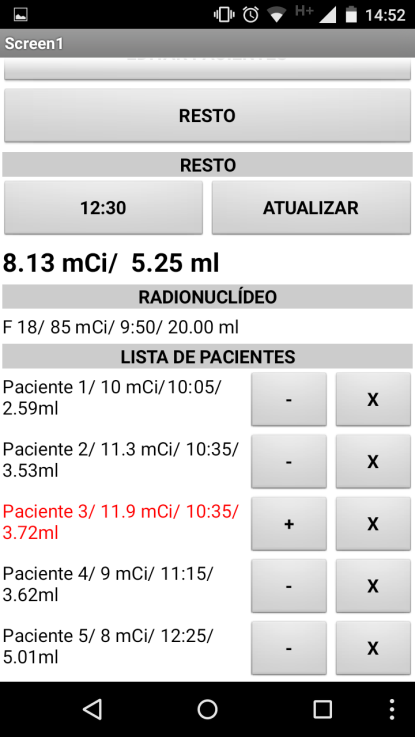 H+ 14:52
Screen1
RESTO
RESTO
12:30 ATUALIZAR
8.13 mCi/ 5.25 ml
RADIONUCLÍDEO
F 18/ 85 mCi/ 9:50/ 20.00 ml
LISTA DE PACIENTES
Paciente 1/ 10 mCi/10:05/
2.59ml
- X
Paciente 2/ 11.3 mCi/ 10:35/
3.53ml
- X
Paciente 3/ 11.9 mCi/ 10:35/
3.72ml
+ X
Paciente 4/ 9 mCi/ 11:15/
3.62ml
- X
Paciente 5/ 8 mCi/ 12:25/
5.01ml
- X